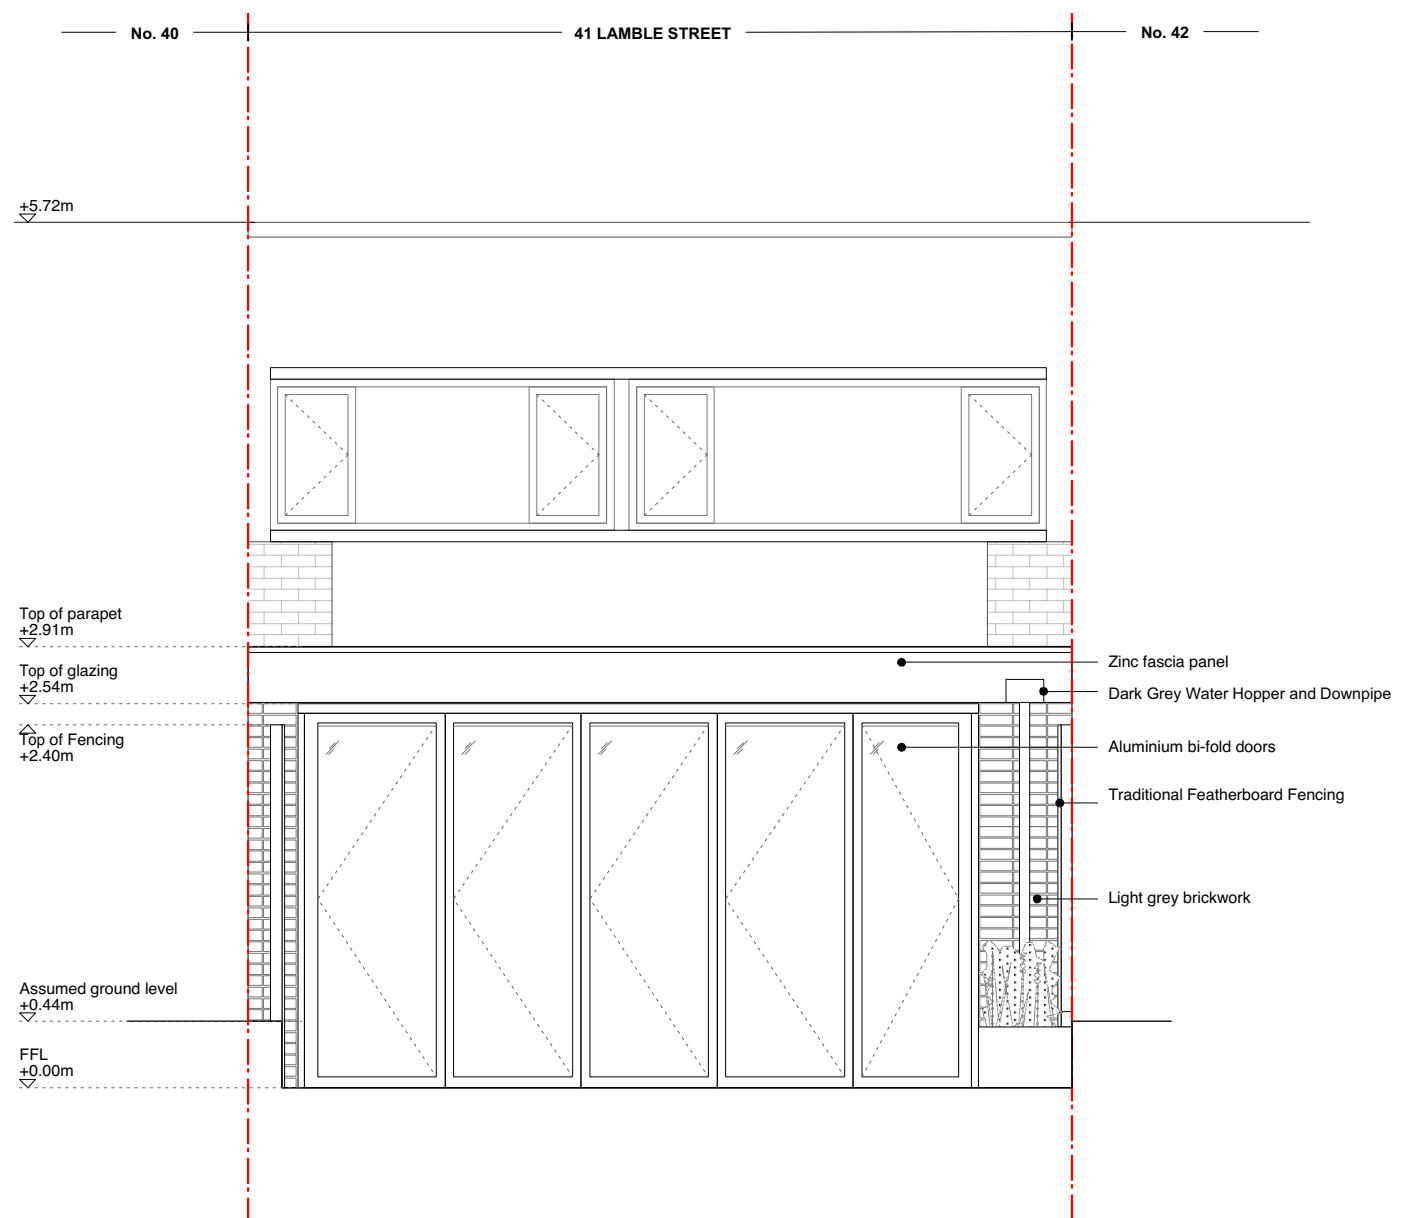 No. 40
41 LAMBLE STREET
No. 42
+5.72m
Top of parapet
+2.91m
Top of glazing
+2.54m
Top of Fencing
+2.40m
Assumed ground level
+0.44m
FFL
+0.00m
Zinc fascia panel
Dark Grey Water Hopper and Downpipe
Aluminium bi-fold doors
Traditional Featherboard Fencing
Light grey brickwork